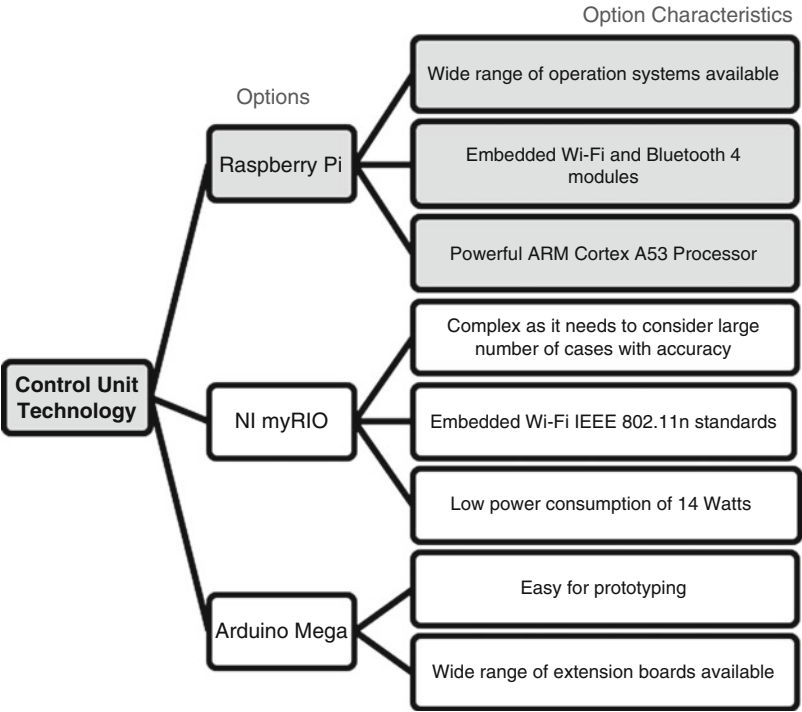 Option Characteristics
Options
Control Unit
Technology
Raspberry Pi
Wide range of operation systems available
Embedded Wi-Fi and Bluetooth 4
modules
Powerful ARM Cortex A53 Processor
NI myRIO
Complex as it needs to consider large
number of cases with accuracy
Embedded Wi-Fi IEEE 802.11n standards
Low power consumption of 14 Watts
Arduino Mega
Easy for prototyping
Wide range of extension boards available